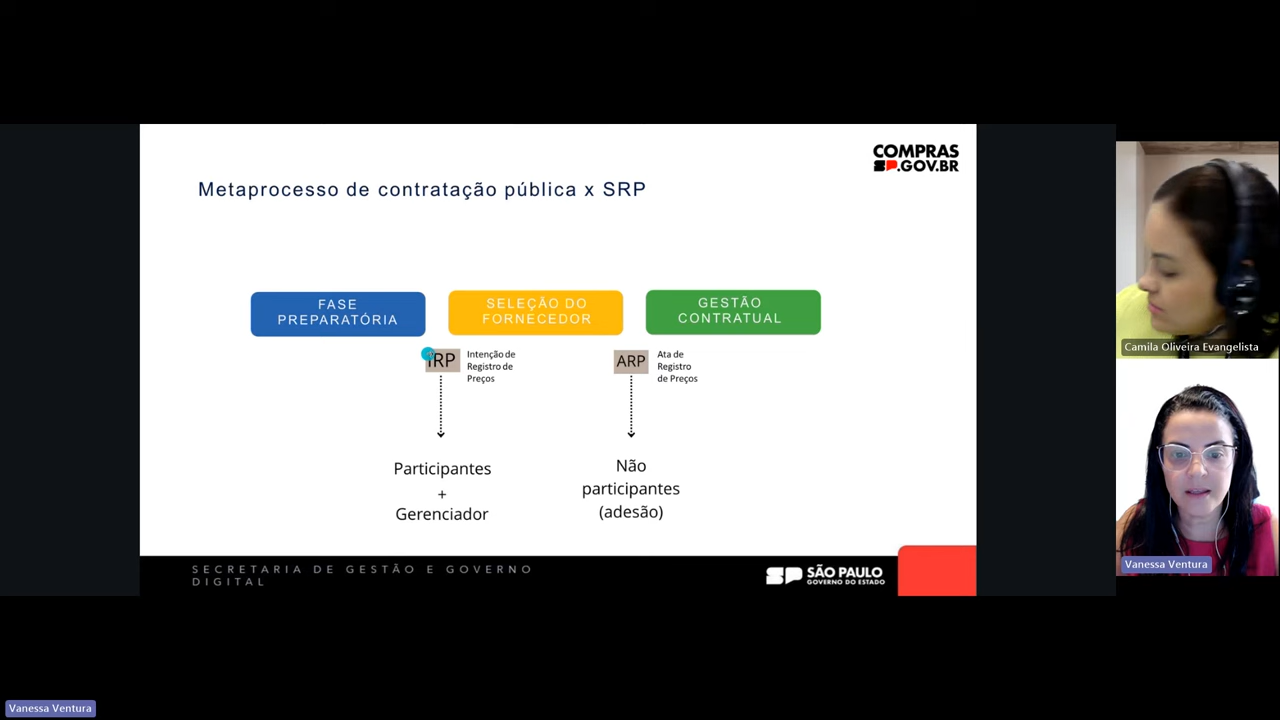 COMPRAS
SP.GOV.BR
Metaprocesso de contratação pública x SRP
FASE
PREPARATÓRIA
SELEÇÃO DO
FORNECEDOR
GESTÃO
CONTRATUAL
IRP
Intenção de
Registro de
Preços
ARP
Ata de
Registro
de Preços
Participantes
+
Gerenciador
Não
participantes
(adesão)
SECRETARIA DE GESTÃO E GOVERNO
DIGITAL
SP SÃO PAULO
GOVERNO DO ESTADO
Camila Oliveira Evangelista
Vanessa Ventura
Vanessa Ventura